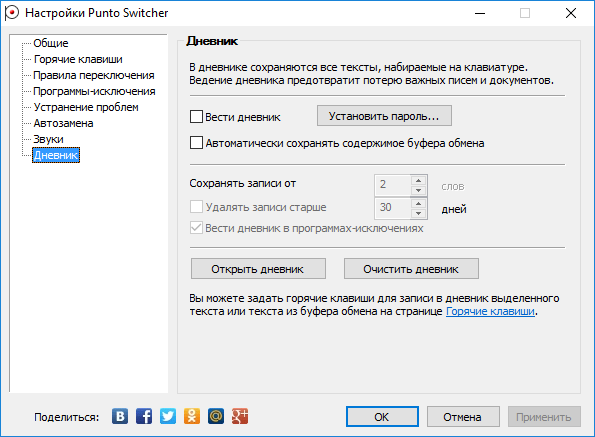 Настройки Punto Switcher
Общие
Горячие клавиши
Правила переключения
Программы-исключения
Устранение проблем
Автозамена
Звуки
Дневник
Дневник
В дневнике сохраняются все тексты, набираемые на клавиатуре.
Ведение дневника предотвратит потерю важных писем и документов.
Вести дневник
Установить пароль...
Автоматически сохранять содержимое буфера обмена
Сохранять записи от 2 слов
Удалять записи старше 30 дней
Вести дневник в программах-исключениях
Открыть дневник
Очистить дневник
Вы можете задать горячие клавиши для записи в дневник выделенного
текста или текста из буфера обмена на странице Горячие клавиши.
Поделиться: B f @ g+
OK
Отмена
Применить